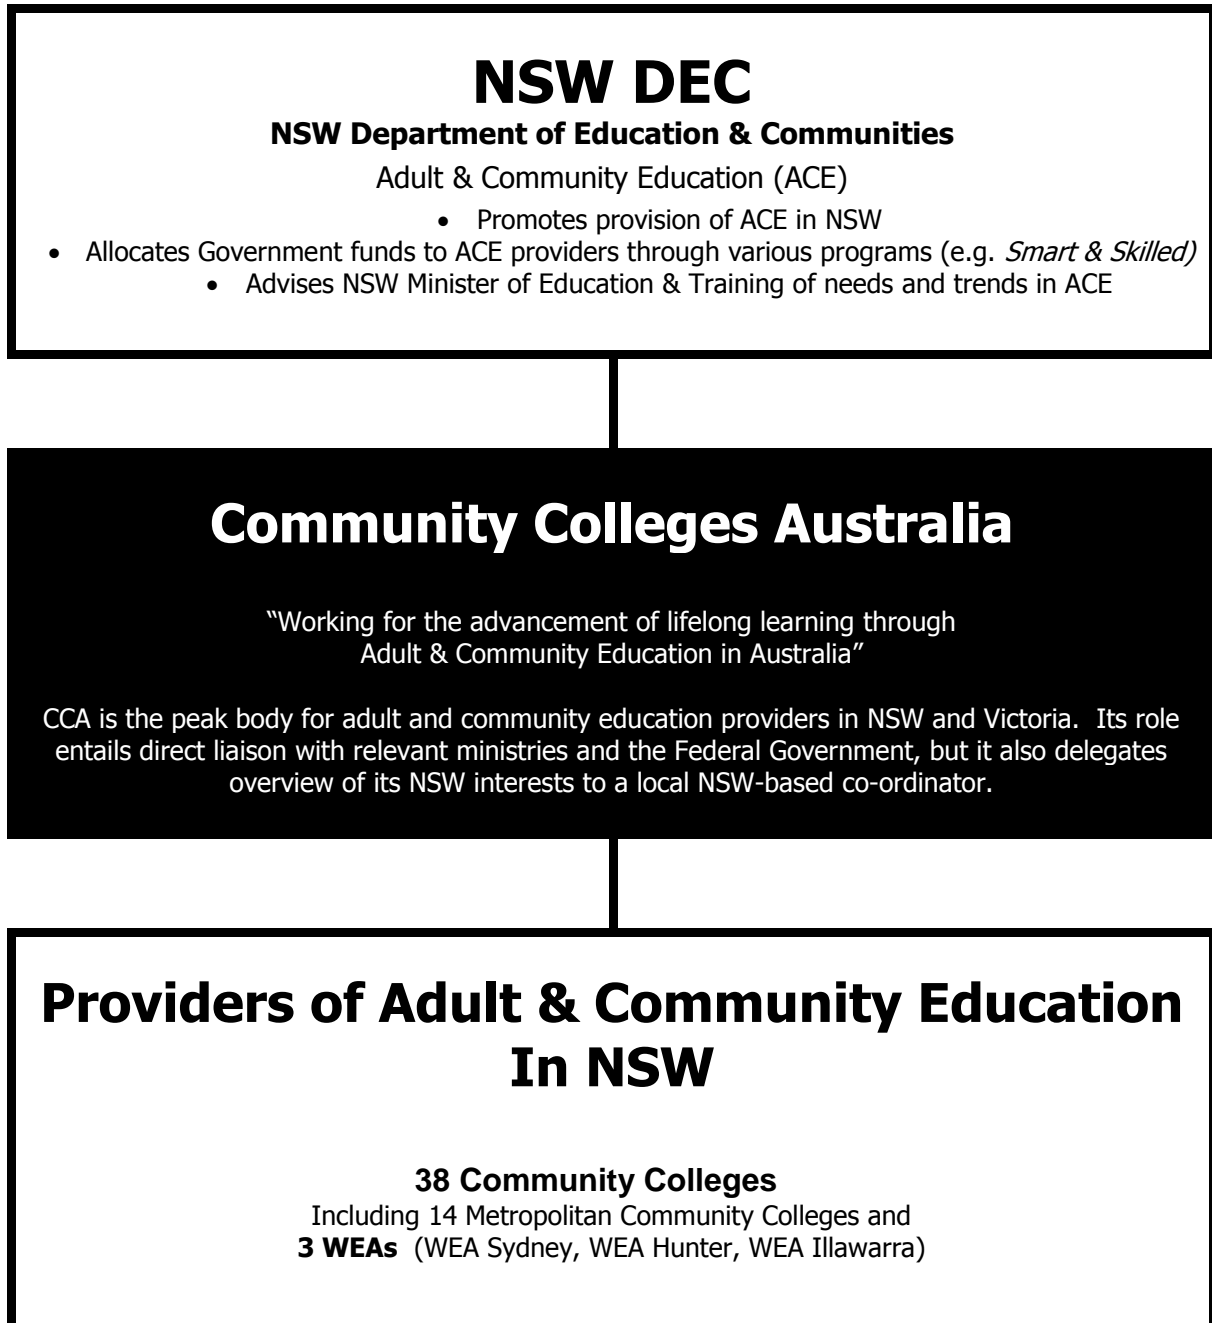 NSW DEC
NSW Department of Education & Communities
Adult & Community Education (ACE)
• Promotes provision of ACE in NSW
• Allocates Government funds to ACE providers through various programs (e.g. Smart & Skilled)
• Advises NSW Minister of Education & Training of needs and trends in ACE
Community Colleges Australia
“Working for the advancement of lifelong learning through
Adult & Community Education in Australia”
CCA is the peak body for adult and community education providers in NSW and Victoria.  Its role
entails direct liaison with relevant ministries and the Federal Government, but it also delegates
overview of its NSW interests to a local NSW-based co-ordinator.
Providers of Adult & Community Education
In NSW
38 Community Colleges
Including 14 Metropolitan Community Colleges and
3 WEAs  (WEA Sydney, WEA Hunter, WEA Illawarra)